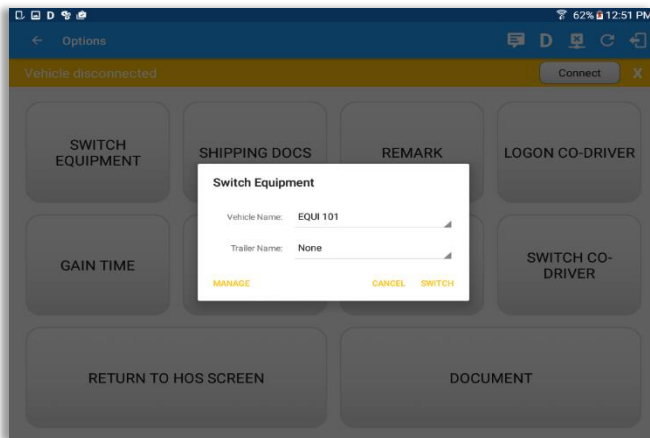 62% 12:51 PM
Options
D
Vehicle disconnected
Connect
X
SWITCH
EQUIPMENT
SHIPPING DOCS
REMARK
LOGON CO-DRIVER
Switch Equipment
Vehicle Name: EQUI 101
Trailer Name: None
MANAGE
CANCEL
SWITCH
GAIN TIME
SWITCH CO-
DRIVER
RETURN TO HOS SCREEN
DOCUMENT